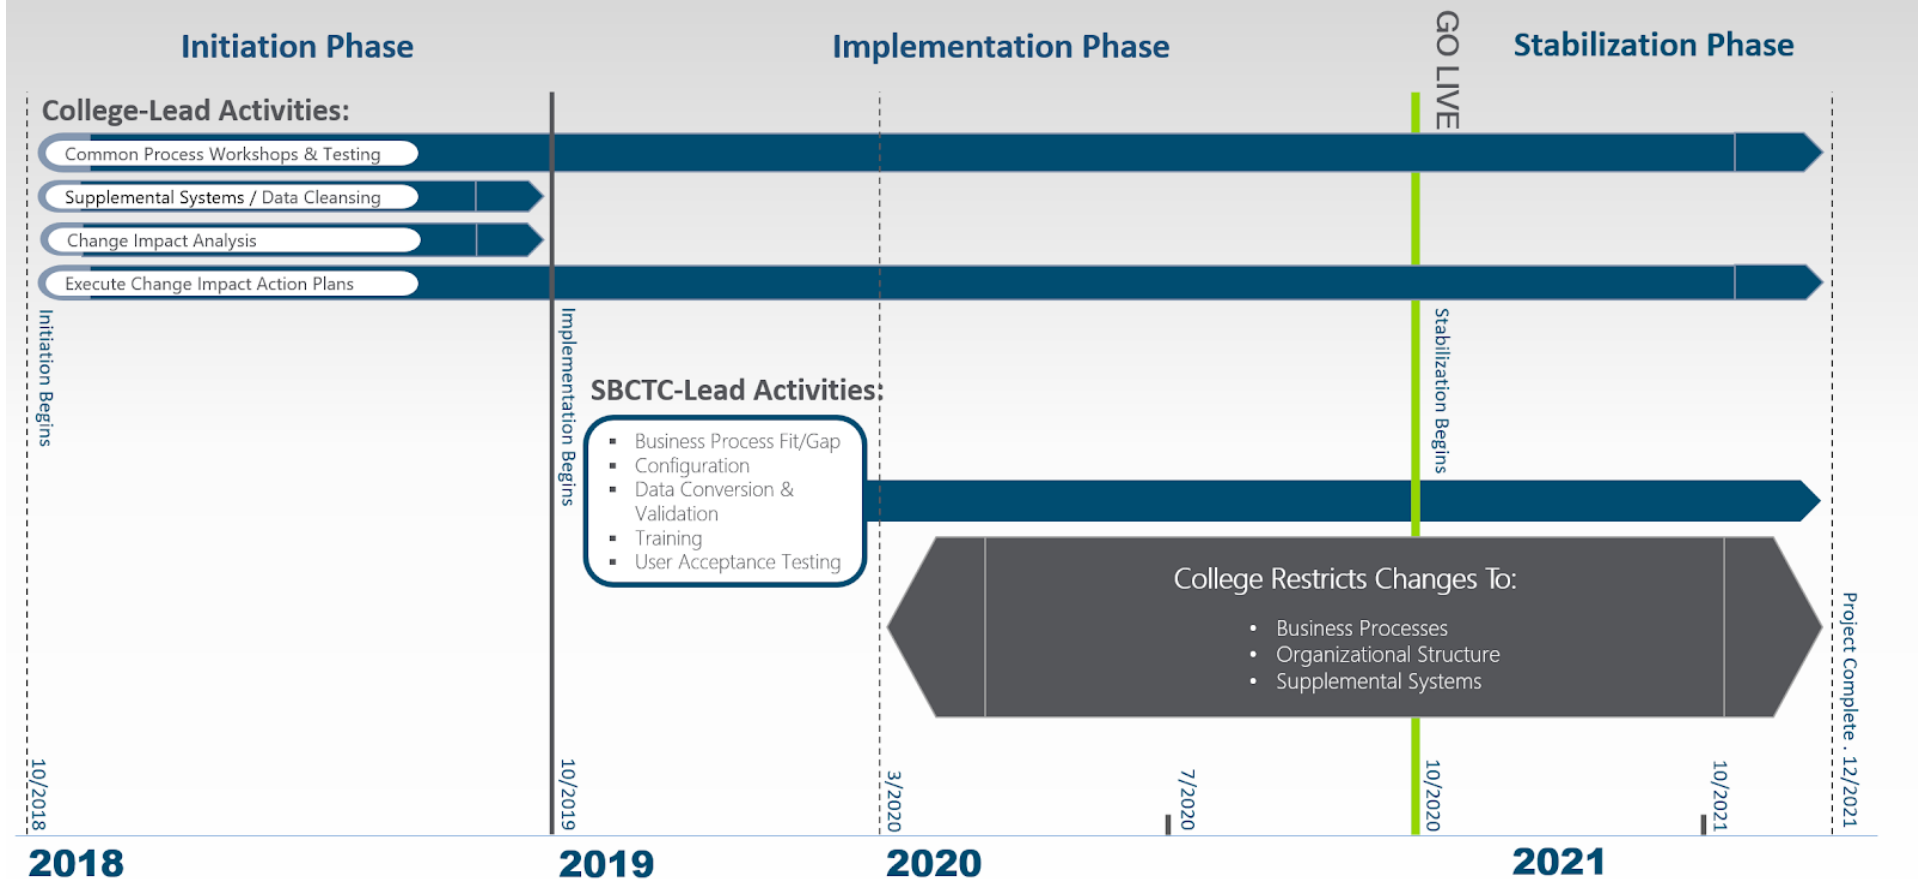 Initiation Phase
Implementation Phase
GO LIVE
Stabilization Phase
College-Lead Activities:
Common Process Workshops & Testing
Supplemental Systems / Data Cleansing
Change Impact Analysis
Execute Change Impact Action Plans
Initiation Begins
Implementation Begins
Stabilization Begins
SBCTC-Lead Activities:
▪ Business Process Fit/Gap
▪ Configuration
▪ Data Conversion &
Validation
▪ Training
▪ User Acceptance Testing
College Restricts Changes To:
• Business Processes
• Organizational Structure
• Supplemental Systems
Project Complete . 12/2021
10/2018
10/2019
3/2020
7/2020
10/2020
10/2021
2018
2019
2020
2021